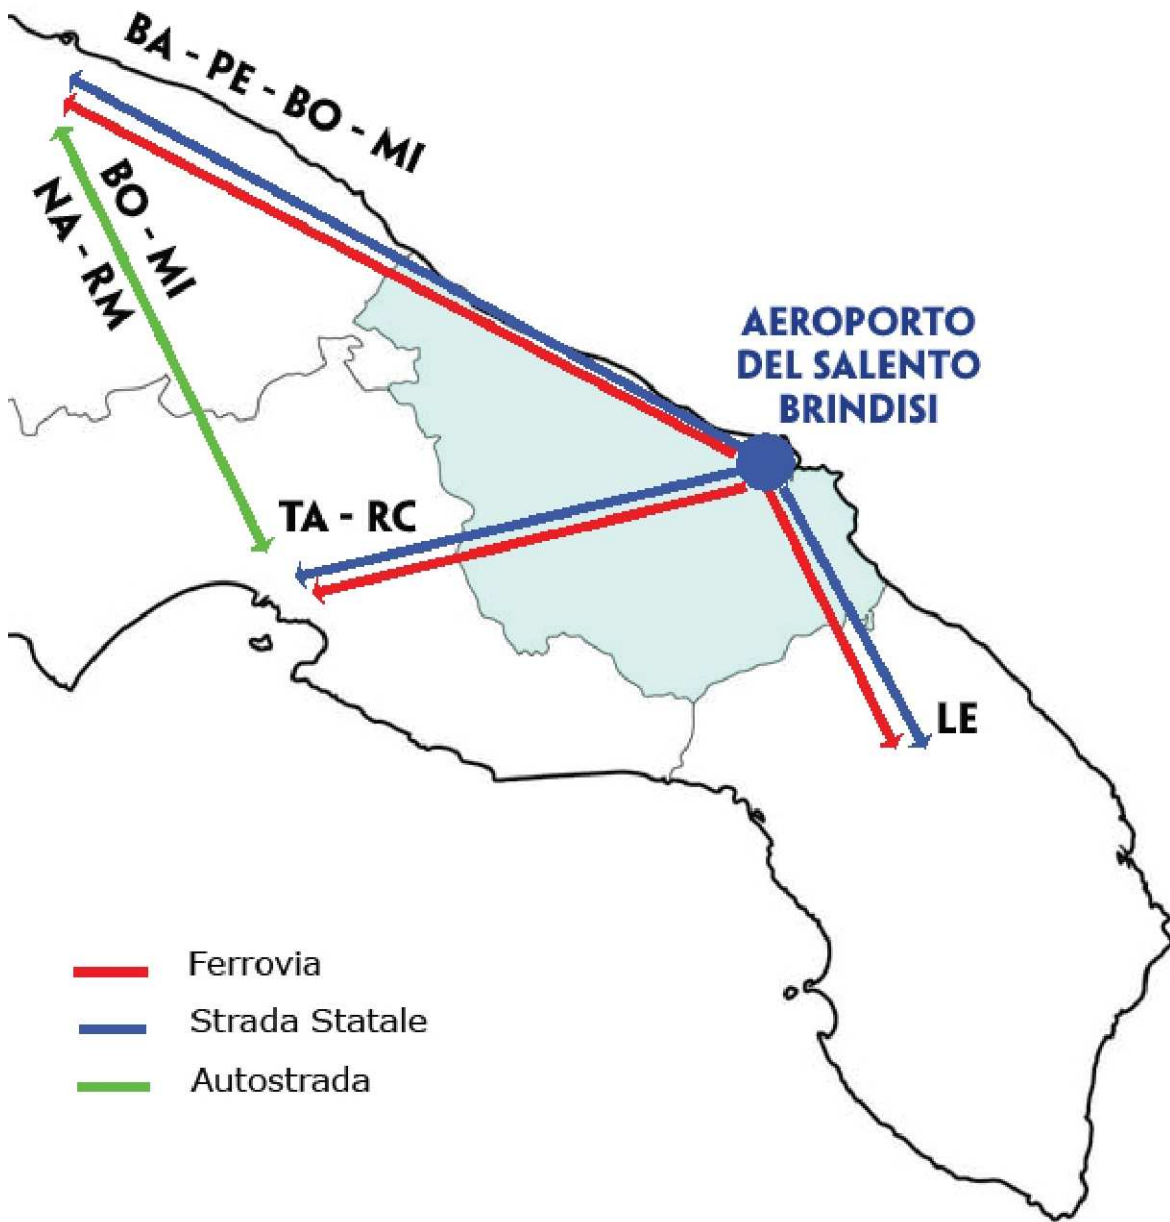 BA - PE - BO - MI
BO - MI
NA - RM
AEROPORTO
DEL SALENTO
BRINDISI
TA - RC
LE
Ferrovia
Strada Statale
Autostrada